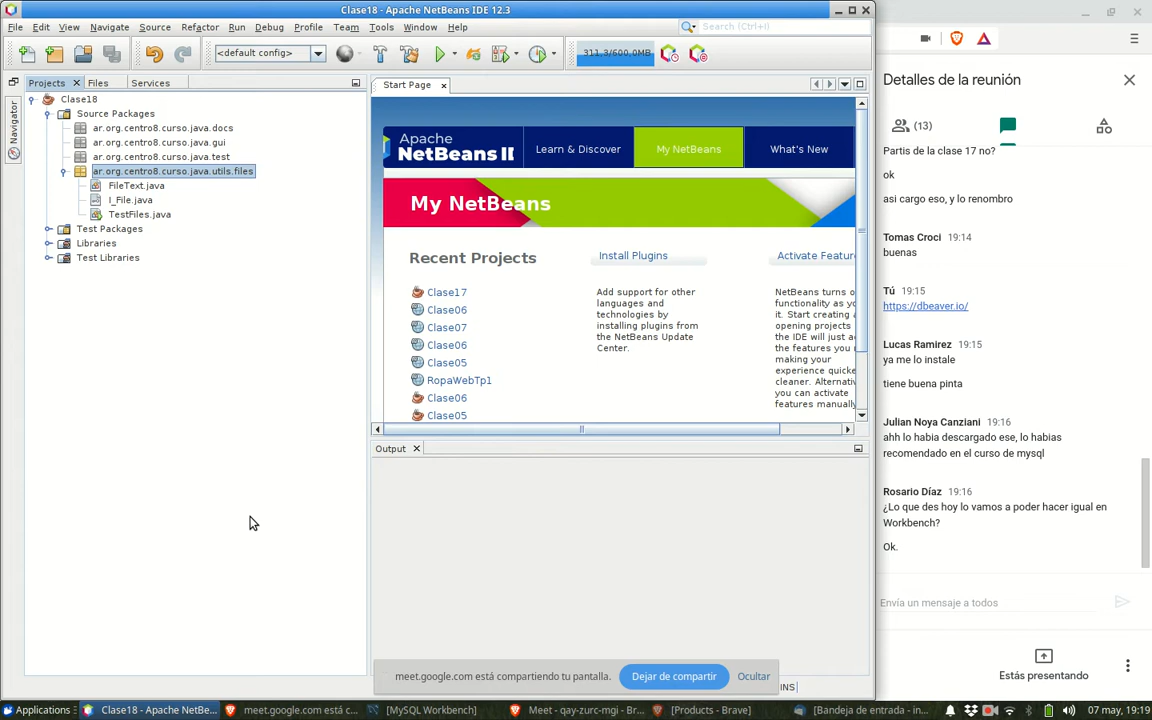 Clase18 - Apache NetBeans IDE 12.3
File Edit View Navigate Source Refactor Run Debug Profile Team Tools Window Help
Search (Ctrl+I)
<default config>
311,3/600,0MB
Projects
Files
Services
Navigator
Clase18
Source Packages
ar.org.centro8.curso.java.docs
ar.org.centro8.curso.java.gui
ar.org.centro8.curso.java.test
ar.org.centro8.curso.java.utils.files
FileText.java
I_File.java
TestFiles.java
Test Packages
Libraries
Test Libraries
Start Page
Apache
NetBeans II
Learn & Discover
My NetBeans
What's New
My NetBeans
Recent Projects
Clase17
Clase06
Clase07
Clase06
Clase05
RopaWebTp1
Clase06
Clase05
Install Plugins
Add support for other
languages and
technologies by
installing plugins from
the NetBeans Update
Center.
Activate Featur
NetBeans turns o
functionality as yo
it. Start creating a
opening projects
the IDE will just ac
the features you n
making your
experience quicke
cleaner. Alternativ
you can activate
features manually
Output
meet.google.com está compartiendo tu pantalla.
Dejar de compartir
Ocultar
INS
Detalles de la reunión
(13)
Partis de la clase 17 no?
ok
asi cargo eso, y lo renombro
Tomas Croci 19:14
buenas
Tú 19:15
https://dbeaver.io/
Lucas Ramirez 19:15
ya me lo instale
tiene buena pinta
Julian Noya Canziani 19:16
ahh lo habia descargado ese, lo habias
recomendado en el curso de mysql
Rosario Díaz 19:16
¿Lo que des hoy lo vamos a poder hacer igual en
Workbench?
Ok.
Envía un mensaje a todos
Estás presentando
Applications
Clase18 - Apache NetBe...
meet.google.com está c...
[MySQL Workbench]
Meet - qay-zurc-mgi - Br...
[Products - Brave]
[Bandeja de entrada - in...
07 may, 19:19